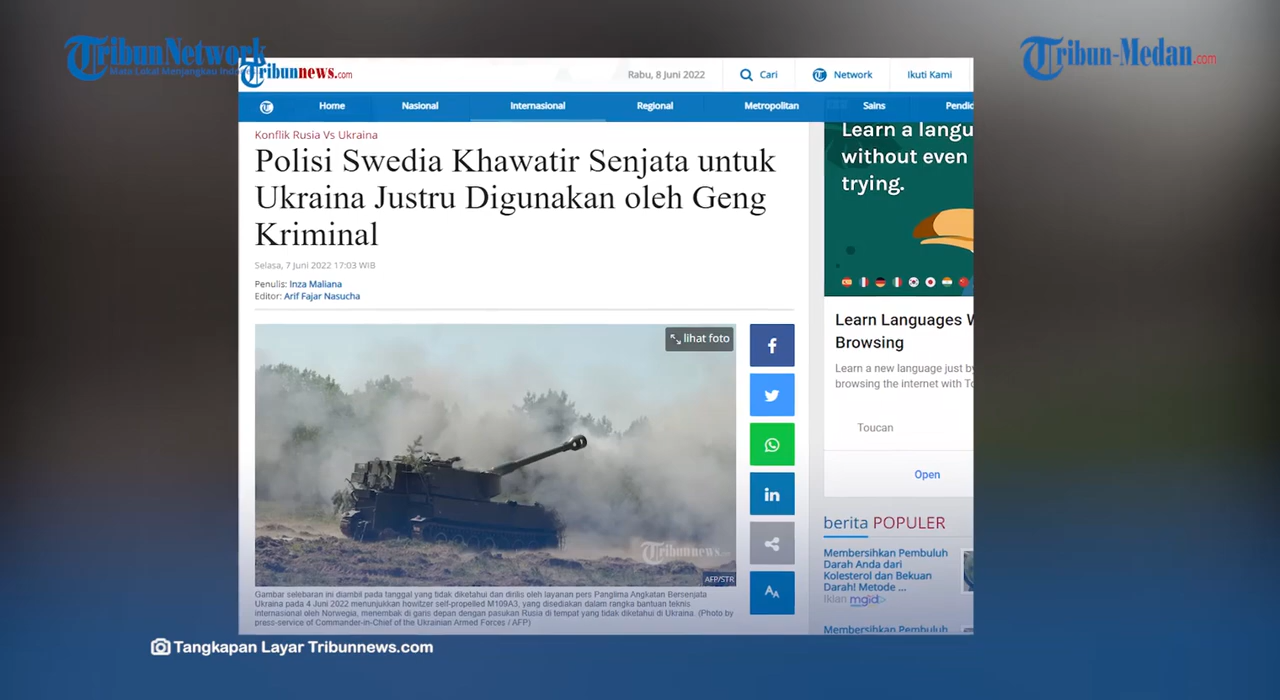 TribunNetwork
Mata Lokal Menjangkau
Tribun-Medan.com
Tribunnews.com
Rabu, 8 Juni 2022
Cari
Network
Ikuti Kami
Home
Nasional
Internasional
Regional
Metropolitan
Sains
Pendid
Konflik Rusia Vs Ukraina
Polisi Swedia Khawatir Senjata untuk
Ukraina Justru Digunakan oleh Geng
Kriminal
Selasa, 7 Juni 2022 17:03 WIB
Penulis: Inza Maliana
Editor: Arif Fajar Nasucha
lihat foto
Tribunnews.com
AFP/STR
Gambar selebaran ini diambil pada tanggal yang tidak diketahui dan dirilis oleh layanan pers Panglima Angkatan Bersenjata
Ukraina pada 4 Juni 2022 menunjukkan howitzer self-propelled M109A3, yang disediakan dalam rangka bantuan teknis
internasional oleh Norwegia, menembak di garis depan dengan pasukan Rusia di tempat yang tidak diketahui di Ukraina. (Photo by
press-service of Commander-in-Chief of the Ukrainian Armed Forces / AFP)
Learn a langu
without even
trying.
Learn Languages W
Browsing
Learn a new language just by
browsing the internet with To
Toucan
Open
berita POPULER
Membersihkan Pembuluh
Darah Anda dari
Kolesterol dan Bekuan
Darah! Metode ...
Iklan mgid
Membersihkan Pembuluh
Tangkapan Layar Tribunnews.com